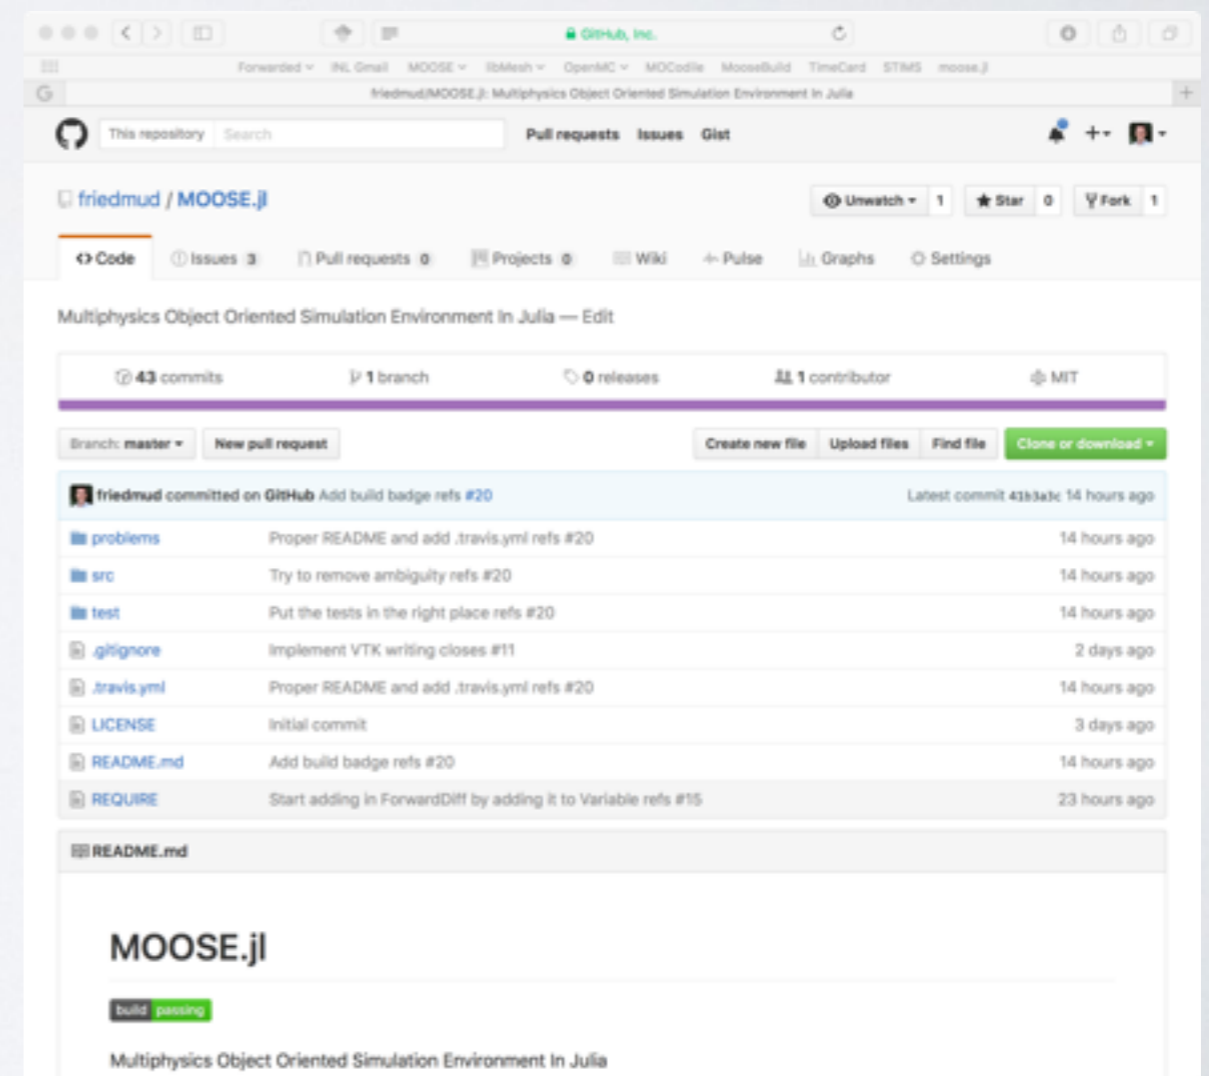 GitHub, Inc.
Forwarded INL Gmail MOOSE libMesh OpenMC MOCodile MooseBuild TimeCard STIMS moose.jl
friedmud/MOOSE.jl: Multiphysics Object Oriented Simulation Environment In Julia
This repository Search Pull requests Issues Gist
friedmud / MOOSE.jl Unwatch 1 Star 0 Fork 1
Code Issues 3 Pull requests 0 Projects 0 Wiki Pulse Graphs Settings
Multiphysics Object Oriented Simulation Environment In Julia — Edit
43 commits 1 branch 0 releases 1 contributor MIT
Branch: master New pull request Create new file Upload files Find file Clone or download
friedmud committed on GitHub Add build badge refs #20 Latest commit 41b3a3c 14 hours ago
problems Proper README and add .travis.yml refs #20 14 hours ago
src Try to remove ambiguity refs #20 14 hours ago
test Put the tests in the right place refs #20 14 hours ago
.gitignore Implement VTK writing closes #11 2 days ago
.travis.yml Proper README and add .travis.yml refs #20 14 hours ago
LICENSE Initial commit 3 days ago
README.md Add build badge refs #20 14 hours ago
REQUIRE Start adding in ForwardDiff by adding it to Variable refs #15 23 hours ago
README.md
MOOSE.jl
build passing
Multiphysics Object Oriented Simulation Environment In Julia